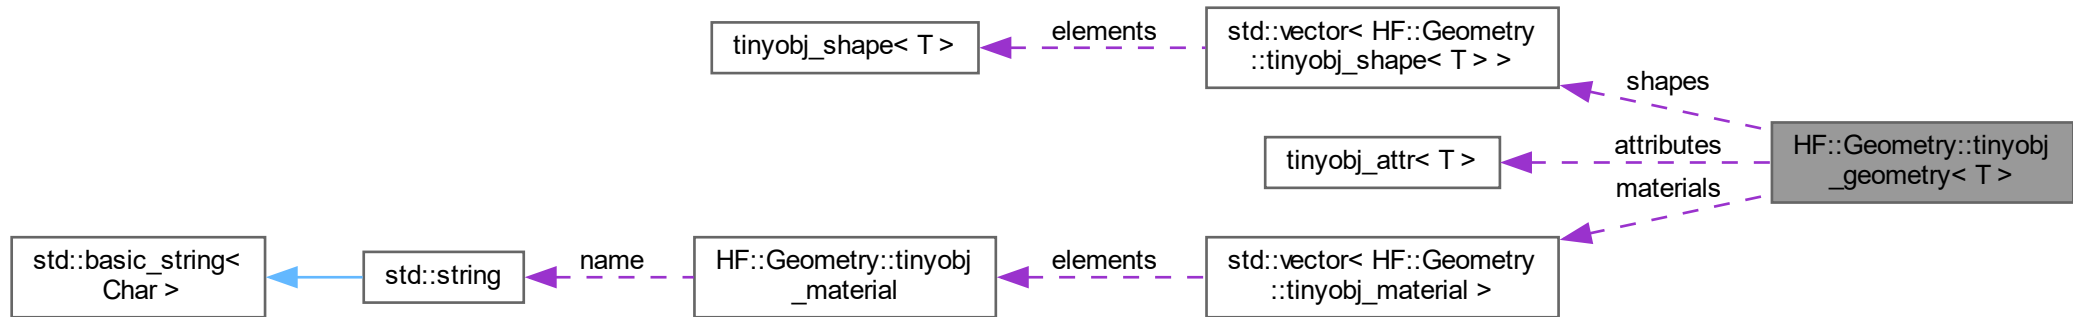 tinyobj_shape< T >
elements
std::vector< HF::Geometry
::tinyobj_shape< T > >
shapes
tinyobj_attr< T >
attributes
HF::Geometry::tinyobj
_geometry< T >
materials
std::basic_string<
Char >
std::string
name
HF::Geometry::tinyobj
_material
elements
std::vector< HF::Geometry
::tinyobj_material >